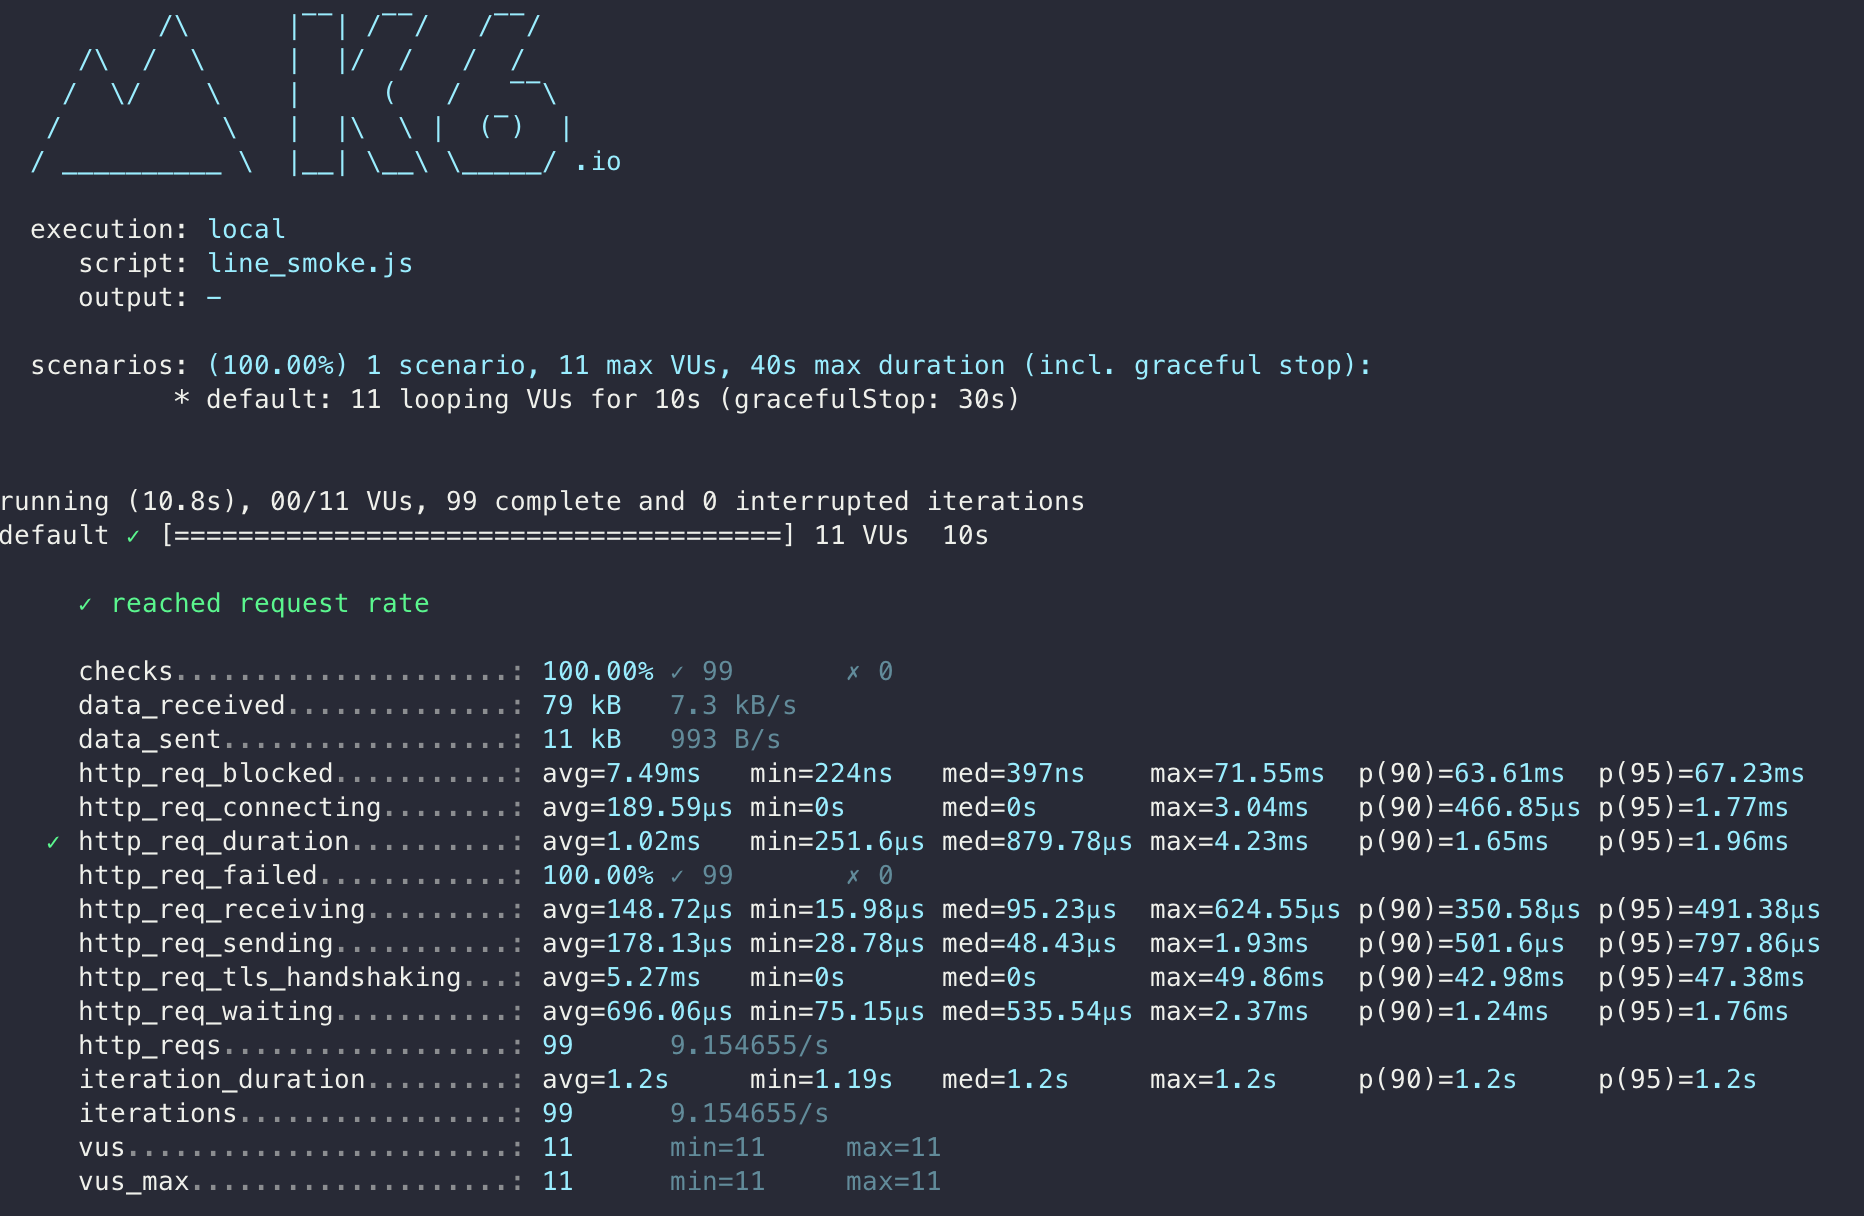 /\      |‾‾| /‾‾/   /‾‾/
     /\  /  \     |  |/  /   /  /
    /  \/    \    |     (   /   ‾‾\
   /          \   |  |\  \ |  (‾)  |
  / __________ \  |__| \__\ \_____/ .io

execution: local
script: line_smoke.js
output: -

scenarios: (100.00%) 1 scenario, 11 max VUs, 40s max duration (incl. graceful stop):
* default: 11 looping VUs for 10s (gracefulStop: 30s)

running (10.8s), 00/11 VUs, 99 complete and 0 interrupted iterations
default ✓ [======================================] 11 VUs  10s

✓ reached request rate

checks.....................: 100.00% ✓ 99       ✗ 0
data_received..............: 79 kB   7.3 kB/s
data_sent..................: 11 kB   993 B/s
http_req_blocked...........: avg=7.49ms   min=224ns   med=397ns    max=71.55ms  p(90)=63.61ms  p(95)=67.23ms
http_req_connecting........: avg=189.59µs min=0s      med=0s       max=3.04ms   p(90)=466.85µs p(95)=1.77ms
✓ http_req_duration..........: avg=1.02ms   min=251.6µs med=879.78µs max=4.23ms   p(90)=1.65ms   p(95)=1.96ms
http_req_failed............: 100.00% ✓ 99       ✗ 0
http_req_receiving.........: avg=148.72µs min=15.98µs med=95.23µs  max=624.55µs p(90)=350.58µs p(95)=491.38µs
http_req_sending...........: avg=178.13µs min=28.78µs med=48.43µs  max=1.93ms   p(90)=501.6µs  p(95)=797.86µs
http_req_tls_handshaking...: avg=5.27ms   min=0s      med=0s       max=49.86ms  p(90)=42.98ms  p(95)=47.38ms
http_req_waiting...........: avg=696.06µs min=75.15µs med=535.54µs max=2.37ms   p(90)=1.24ms   p(95)=1.76ms
http_reqs..................: 99      9.154655/s
iteration_duration.........: avg=1.2s     min=1.19s   med=1.2s     max=1.2s     p(90)=1.2s     p(95)=1.2s
iterations.................: 99      9.154655/s
vus........................: 11      min=11     max=11
vus_max....................: 11      min=11     max=11